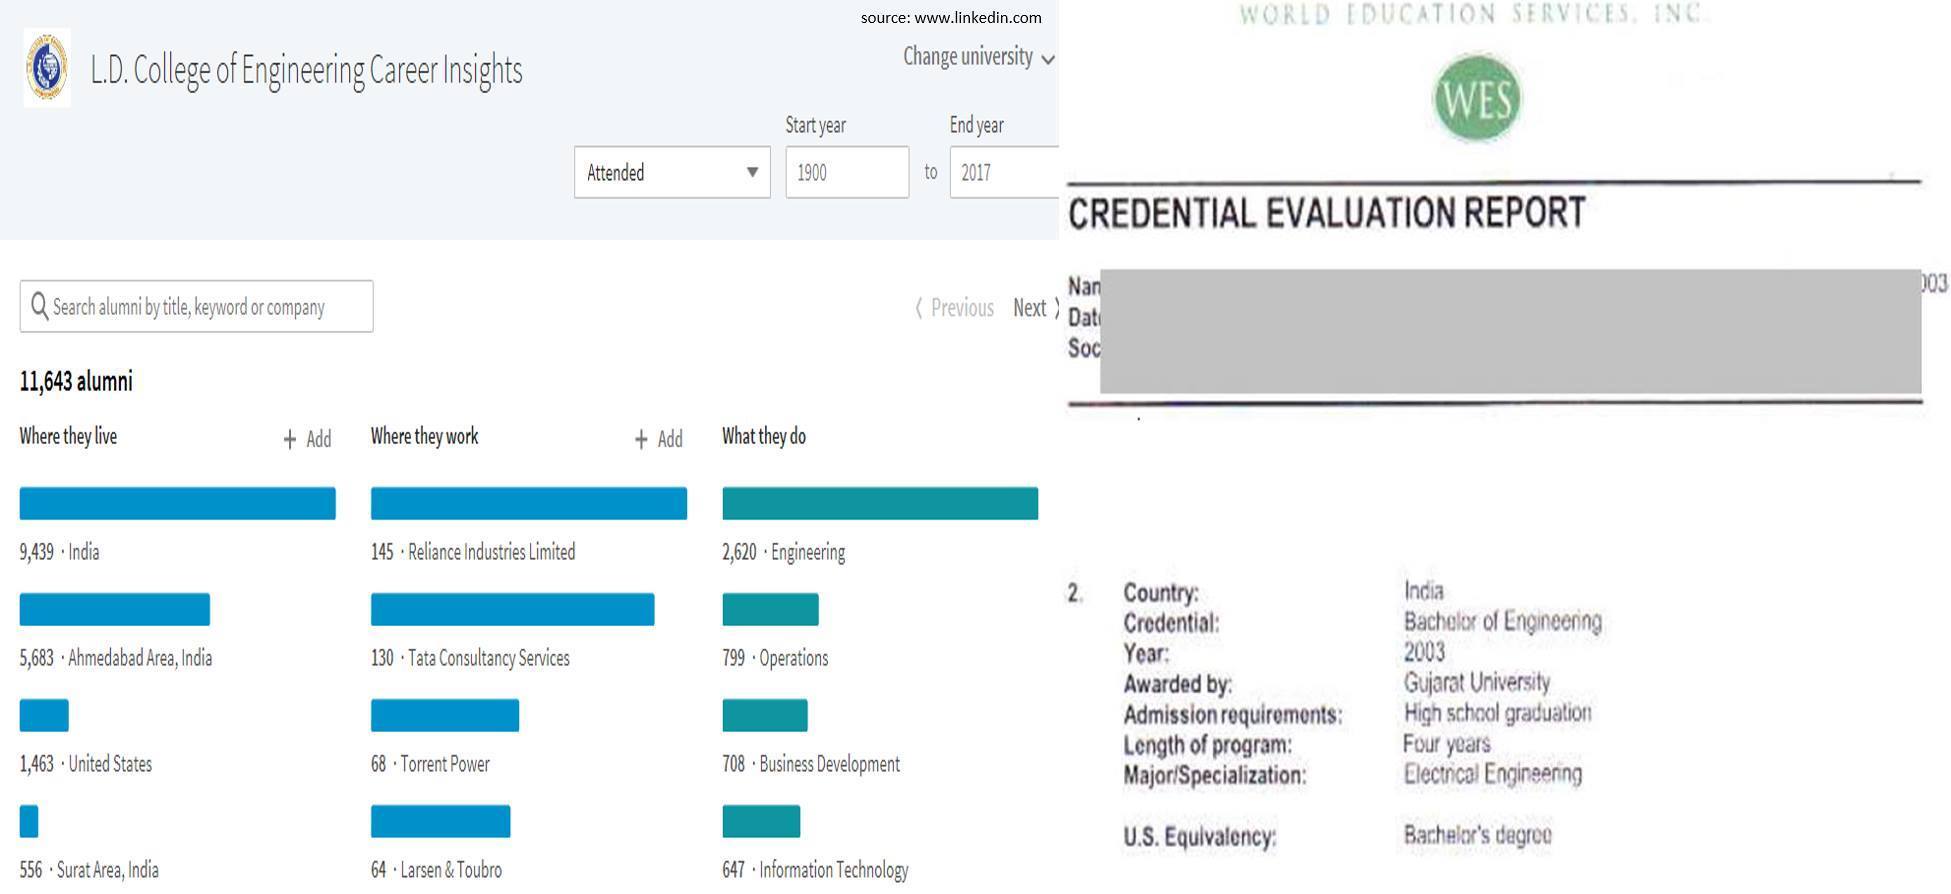 source: www.linkedin.com
L.D. College of Engineering Career Insights
Change university
Start year
End year
Attended
1900
to
2017
Search alumni by title, keyword or company
Previous
Next
11,643 alumni
Where they live
+ Add
Where they work
+ Add
What they do
9,439 · India
145 · Reliance Industries Limited
2,620 · Engineering
5,683 · Ahmedabad Area, India
130 · Tata Consultancy Services
799 · Operations
1,463 · United States
68 · Torrent Power
708 · Business Development
556 · Surat Area, India
64 · Larsen & Toubro
647 · Information Technology
WORLD EDUCATION SERVICES, INC.
WES
CREDENTIAL EVALUATION REPORT
2. Country: India
Credential: Bachelor of Engineering
Year: 2003
Awarded by: Gujarat University
Admission requirements: High school graduation
Length of program: Four years
Major/Specialization: Electrical Engineering
U.S. Equivalency: Bachelor's degree